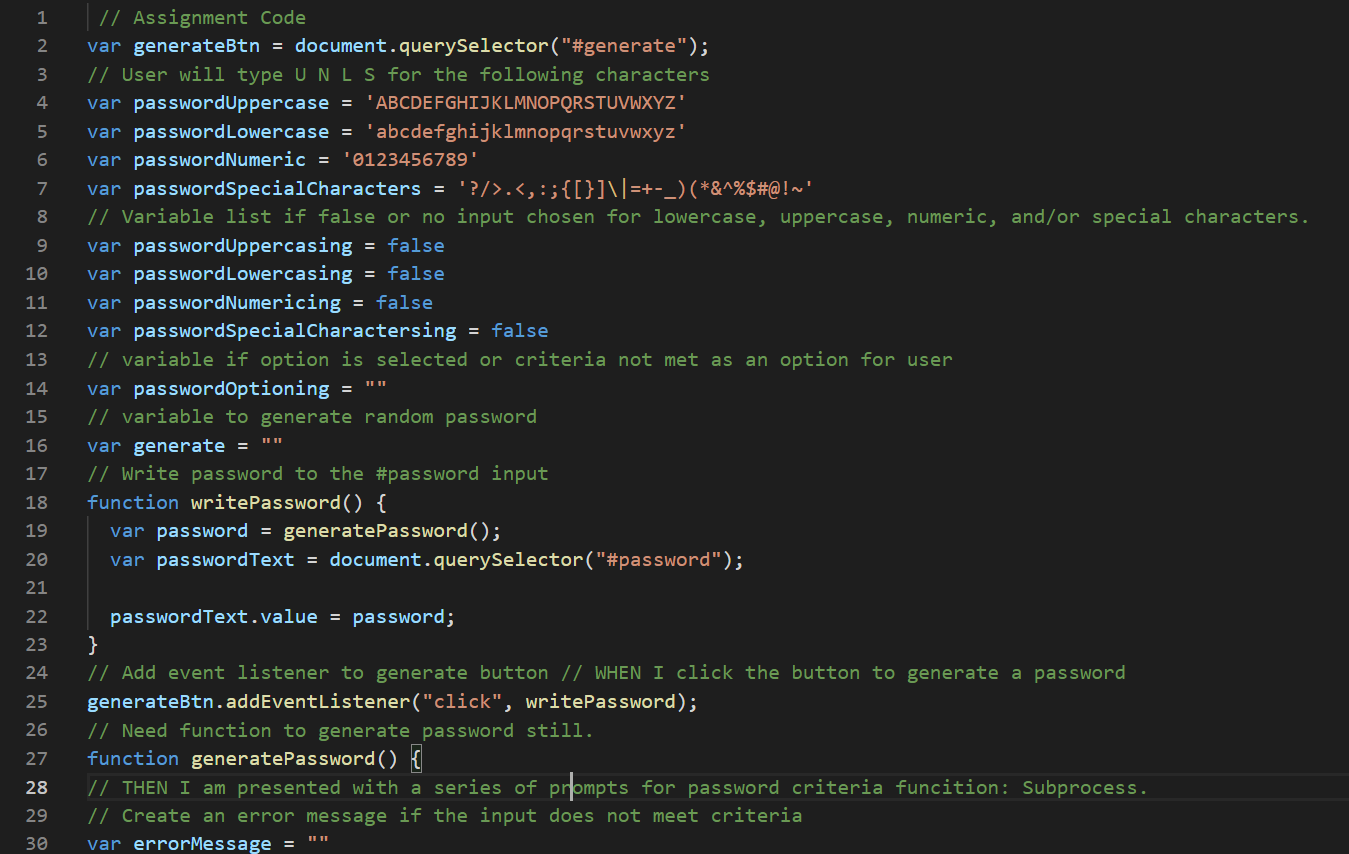 1 // Assignment Code
2 var generateBtn = document.querySelector("#generate");
3 // User will type U N L S for the following characters
4 var passwordUppercase = 'ABCDEFGHIJKLMNOPQRSTUVWXYZ'
5 var passwordLowercase = 'abcdefghijklmnopqrstuvwxyz'
6 var passwordNumeric = '0123456789'
7 var passwordSpecialCharacters = '?/>.<,:;{[}]\|=+-_)(*&^%$#@!~'
8 // Variable list if false or no input chosen for lowercase, uppercase, numeric, and/or special characters.
9 var passwordUppercasing = false
10 var passwordLowercasing = false
11 var passwordNumericing = false
12 var passwordSpecialCharactersing = false
13 // variable if option is selected or criteria not met as an option for user
14 var passwordOptioning = ""
15 // variable to generate random password
16 var generate = ""
17 // Write password to the #password input
18 function writePassword() {
19 var password = generatePassword();
20 var passwordText = document.querySelector("#password");
21
22 passwordText.value = password;
23 }
24 // Add event listener to generate button // WHEN I click the button to generate a password
25 generateBtn.addEventListener("click", writePassword);
26 // Need function to generate password still.
27 function generatePassword() {
28 // THEN I am presented with a series of prompts for password criteria funcition: Subprocess.
29 // Create an error message if the input does not meet criteria
30 var errorMessage = ""